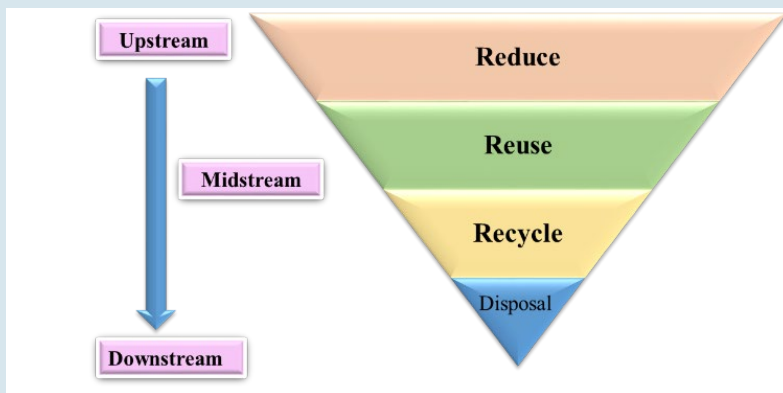 Upstream
Reduce
Reuse
Midstream
Recycle
Disposal
Downstream